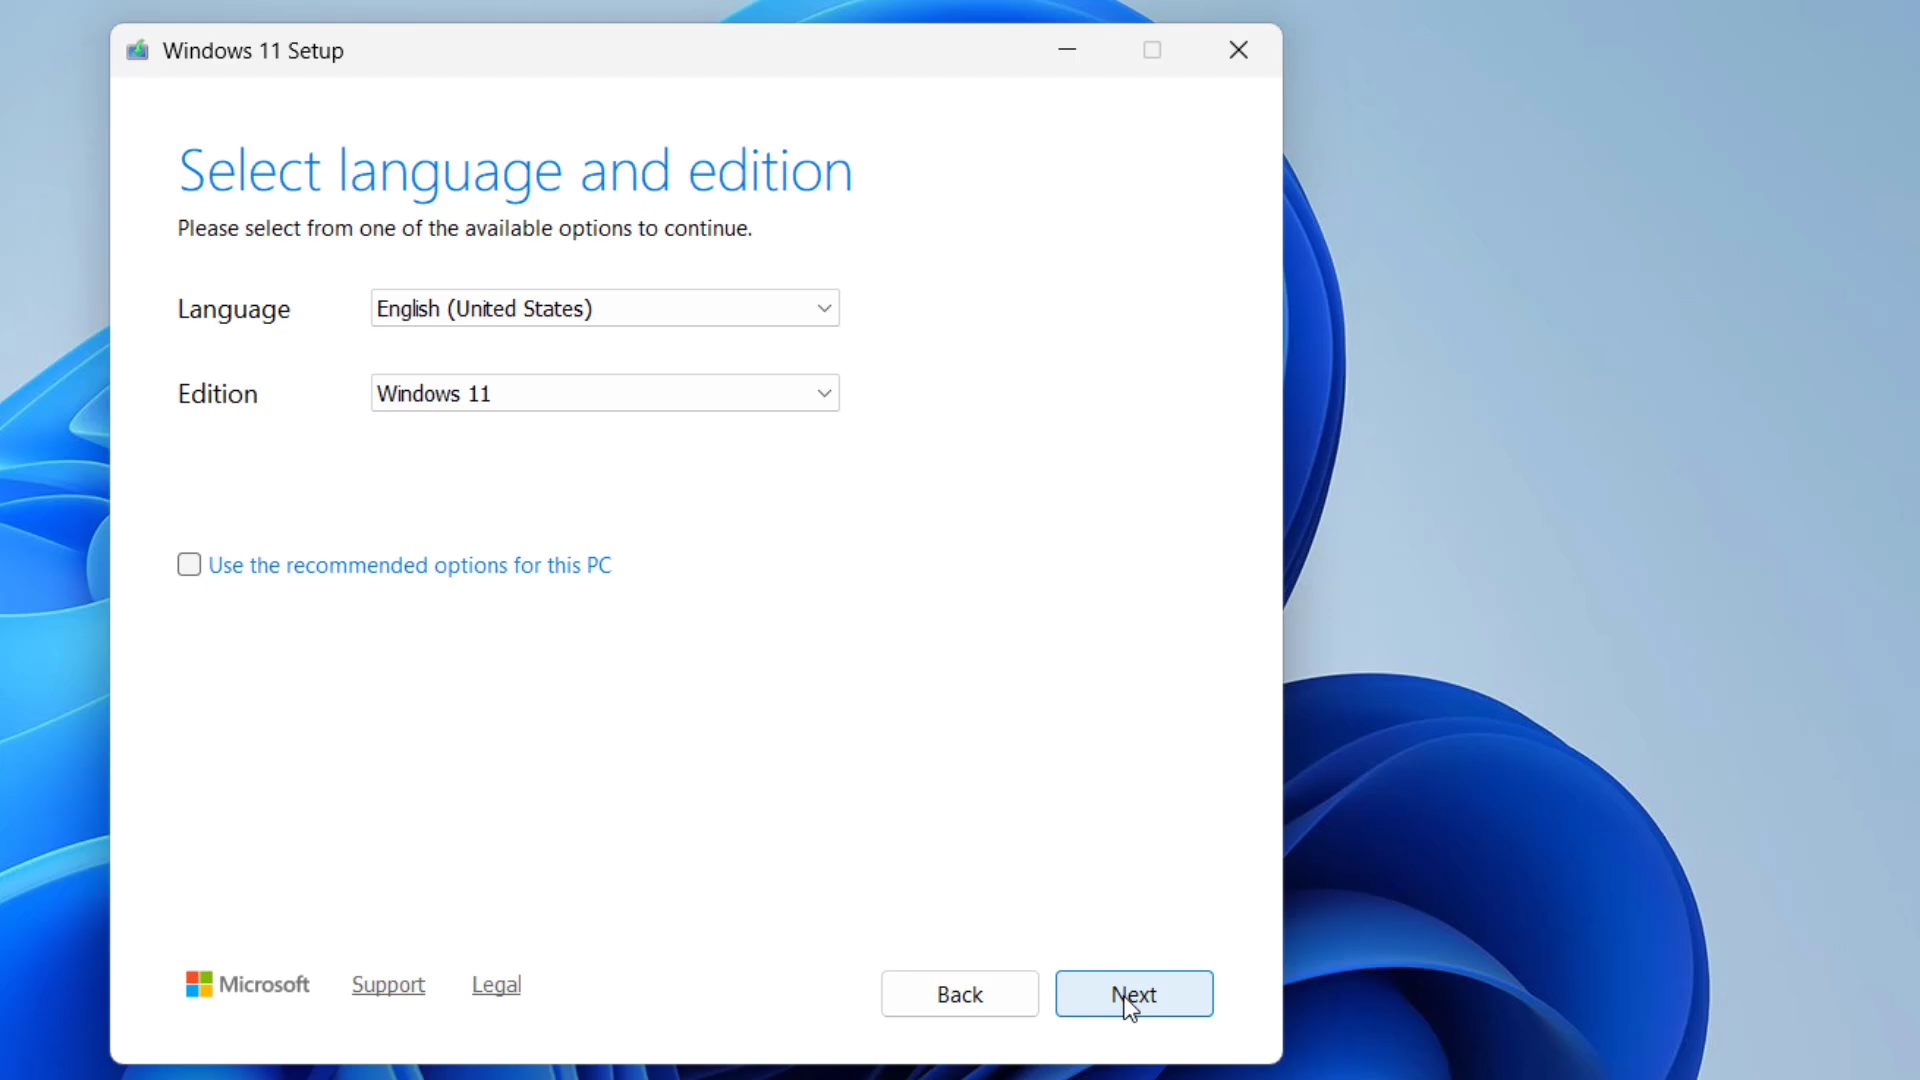 Windows 11 Setup
Select language and edition
Please select from one of the available options to continue.
Language English (United States)
Edition Windows 11
Use the recommended options for this PC
Microsoft Support Legal Back Next